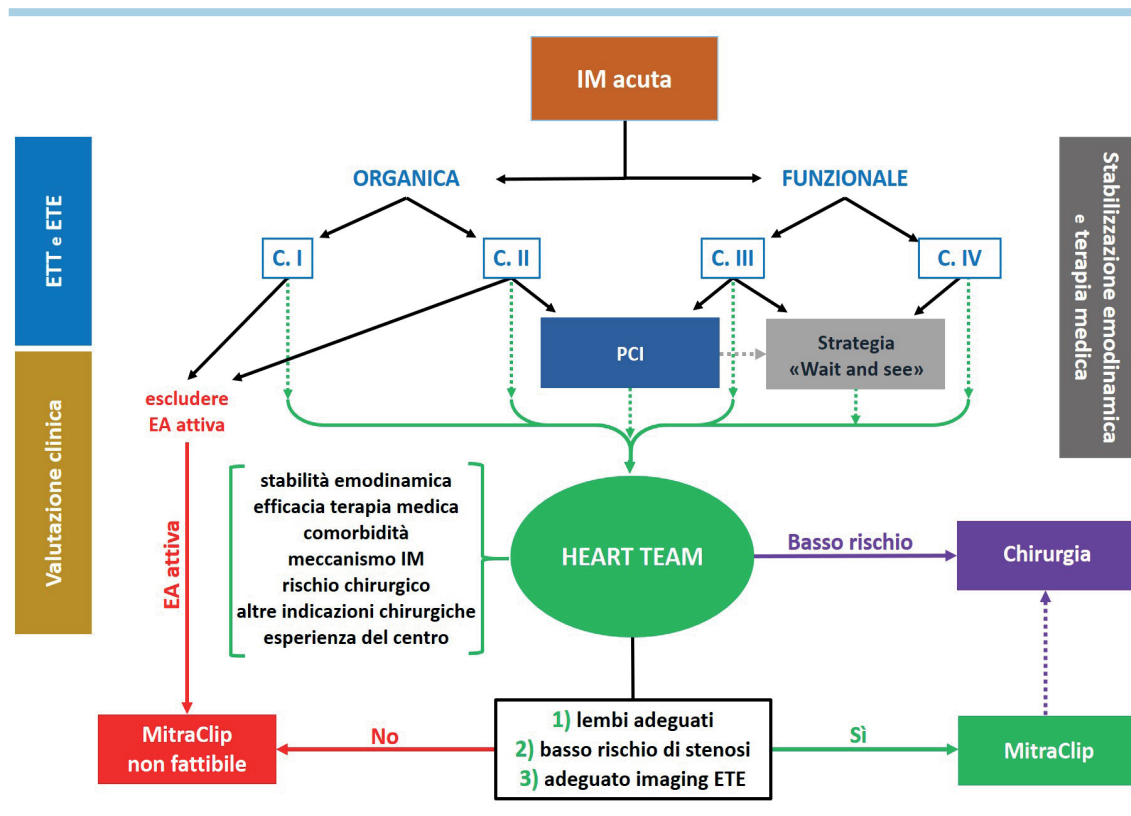 IM acuta
ORGANICA
FUNZIONALE
ETT e ETE
Stabilizzazione emodinamica
e terapia medica
C. I
C. II
C. III
C. IV
PCI
Strategia
«Wait and see»
escludere
EA attiva
Valutazione clinica
stabilità emodinamica
efficacia terapia medica
comorbidità
meccanismo IM
rischio chirurgico
altre indicazioni chirurgiche
esperienza del centro
EA attiva
HEART TEAM
Basso rischio
Chirurgia
MitraClip
non fattibile
No
1) lembi adeguati
2) basso rischio di stenosi
3) adeguato imaging ETE
Sì
MitraClip